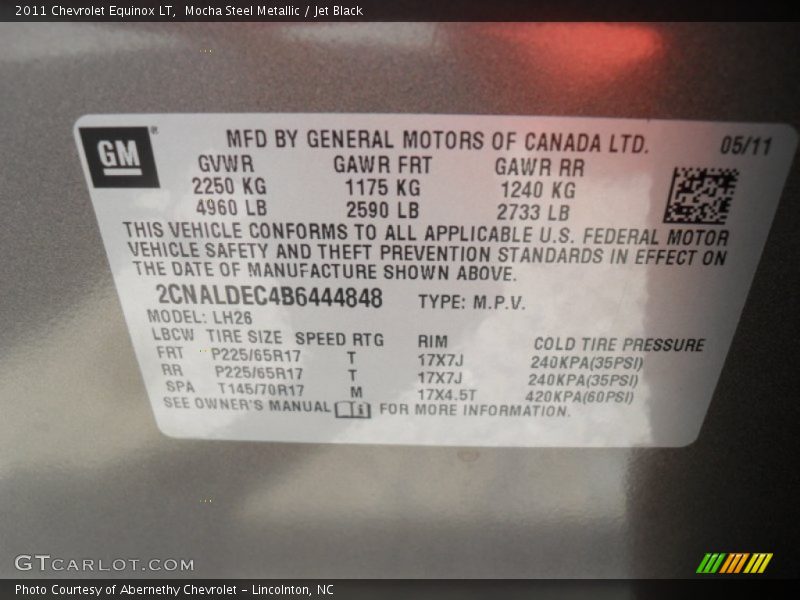 2011 Chevrolet Equinox LT,  Mocha Steel Metallic / Jet Black
GM®
MFD BY GENERAL MOTORS OF CANADA LTD. 05/11
GVWR GAWR FRT GAWR RR
2250 KG 1175 KG 1240 KG
4960 LB 2590 LB 2733 LB
THIS VEHICLE CONFORMS TO ALL APPLICABLE U.S. FEDERAL MOTOR
VEHICLE SAFETY AND THEFT PREVENTION STANDARDS IN EFFECT ON
THE DATE OF MANUFACTURE SHOWN ABOVE.
2CNALDEC4B6444848 TYPE: M.P.V.
MODEL: LH26
LBCW TIRE SIZE SPEED RTG RIM COLD TIRE PRESSURE
FRT P225/65R17 T 17X7J 240KPA(35PSI)
RR P225/65R17 T 17X7J 240KPA(35PSI)
SPA T145/70R17 M 17X4.5T 420KPA(60PSI)
SEE OWNER'S MANUAL i FOR MORE INFORMATION.
GTCARLOT.COM
Photo Courtesy of Abernethy Chevrolet - Lincolnton, NC